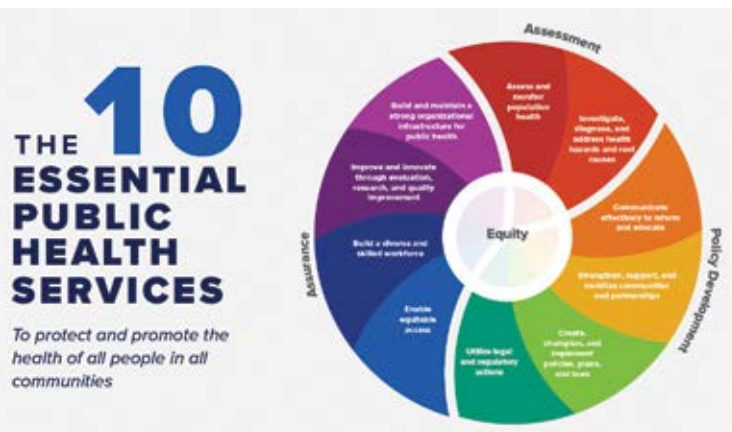 THE 10
ESSENTIAL
PUBLIC
HEALTH
SERVICES
To protect and promote the
health of all people in all
communities
Assessment
Assess and
monitor
population
health
Investigate,
diagnose, and
address health
hazards and root
causes
Policy Development
Communicate
effectively to inform
and educate
Strengthen, support, and
mobilize communities
and partnerships
Create,
champion, and
implement
policies, plans,
and laws
Utilize legal
and regulatory
actions
Assurance
Enable
equitable
access
Build a diverse and
skilled workforce
Improve and innovate
through evaluation,
research, and quality
improvement
Build and maintain a
strong organizational
infrastructure for
public health
Equity